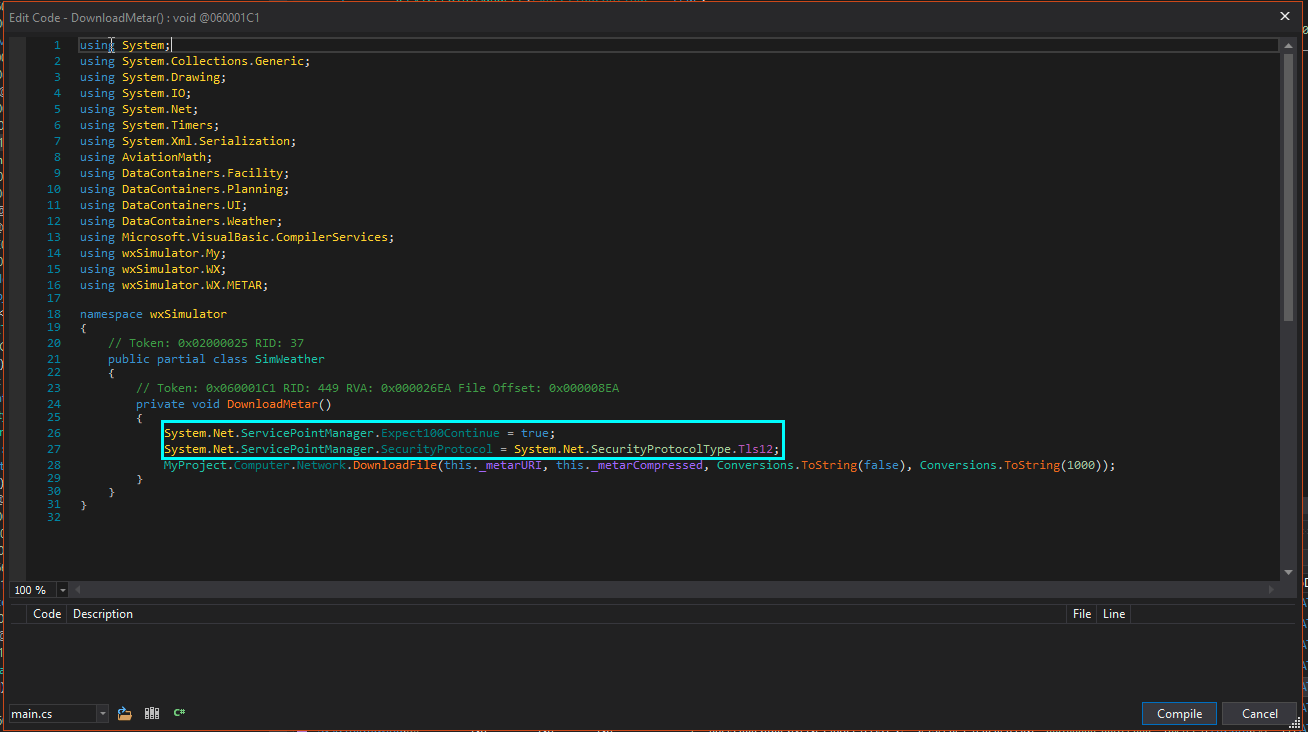 Edit Code - DownloadMetar() : void @060001C1
1 using System;
2 using System.Collections.Generic;
3 using System.Drawing;
4 using System.IO;
5 using System.Net;
6 using System.Timers;
7 using System.Xml.Serialization;
8 using AviationMath;
9 using DataContainers.Facility;
10 using DataContainers.Planning;
11 using DataContainers.UI;
12 using DataContainers.Weather;
13 using Microsoft.VisualBasic.CompilerServices;
14 using wxSimulator.My;
15 using wxSimulator.WX;
16 using wxSimulator.WX.METAR;
17
18 namespace wxSimulator
19 {
20 // Token: 0x02000025 RID: 37
21 public partial class SimWeather
22 {
23 // Token: 0x060001C1 RID: 449 RVA: 0x000026EA File Offset: 0x000008EA
24 private void DownloadMetar()
25 {
26 System.Net.ServicePointManager.Expect100Continue = true;
27 System.Net.ServicePointManager.SecurityProtocol = System.Net.SecurityProtocolType.Tls12;
28 MyProject.Computer.Network.DownloadFile(this._metarURI, this._metarCompressed, Conversions.ToString(false), Conversions.ToString(1000));
29 }
30 }
31 }
32
100 %
Code Description File Line
main.cs C# Compile Cancel